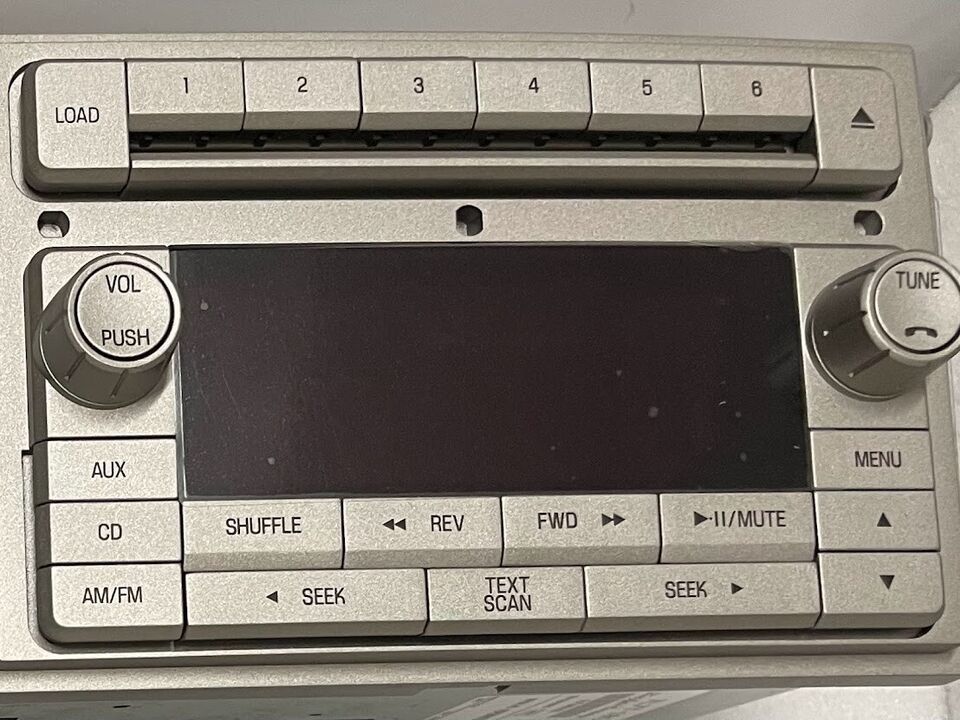 LOAD 1 2 3 4 5 6
VOL
PUSH
TUNE
AUX
MENU
CD
SHUFFLE
REV
FWD
/MUTE
AM/FM
SEEK
TEXT
SCAN
SEEK